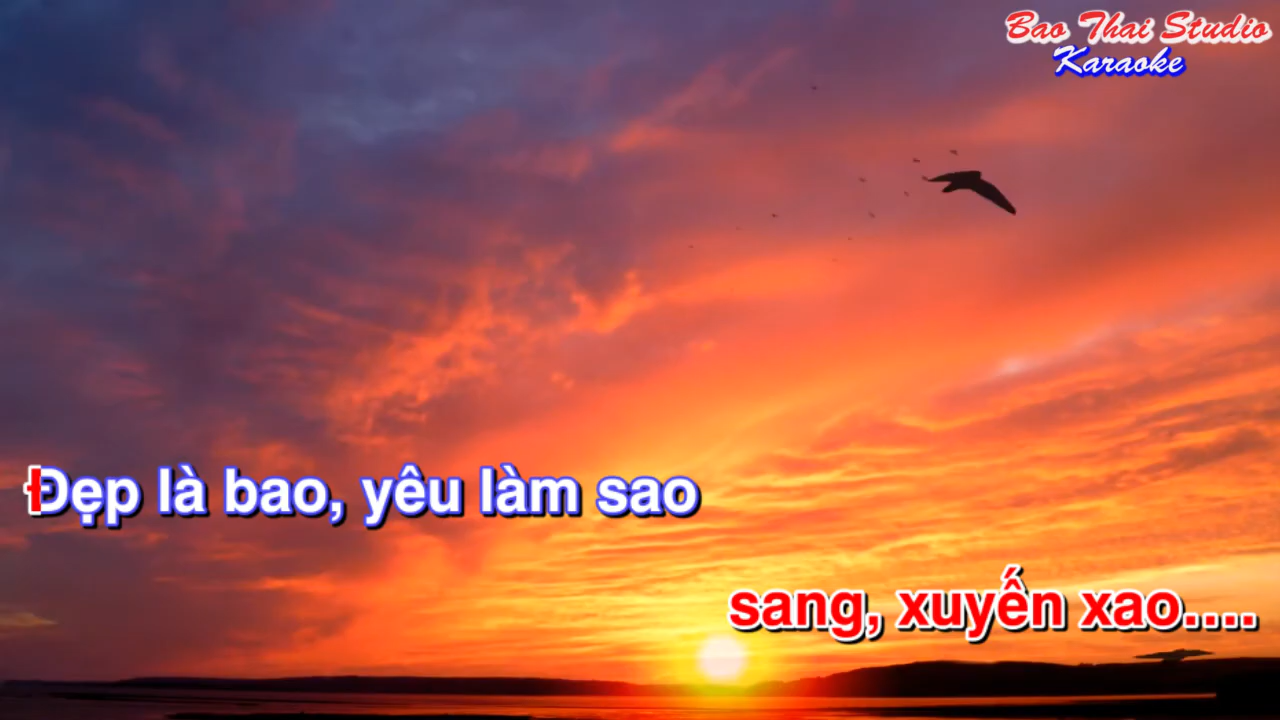 Bao Thai Studio
Karaoke
Đẹp là bao, yêu làm sao
sang, xuyến xao....